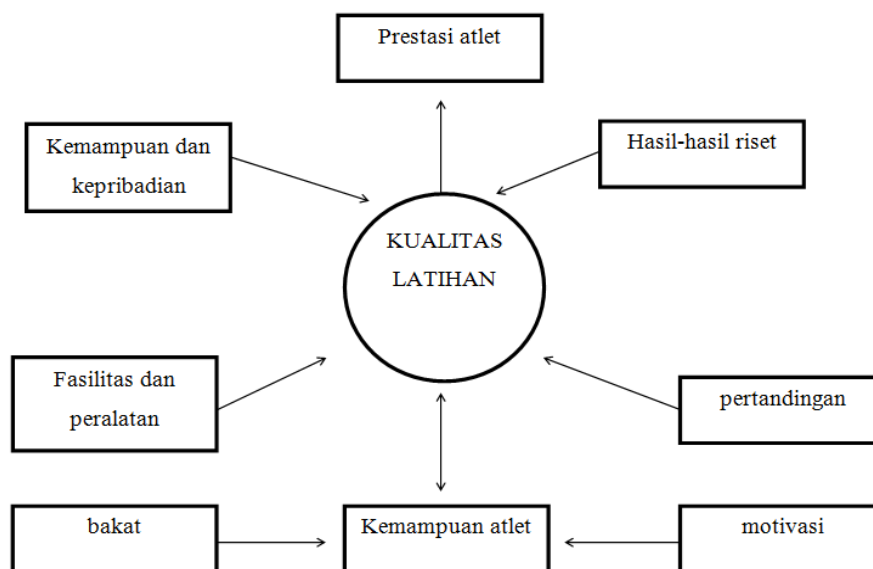 Prestasi atlet
Kemampuan dan
kepribadian
Hasil-hasil riset
KUALITAS
LATIHAN
Fasilitas dan
peralatan
pertandingan
bakat
Kemampuan atlet
motivasi